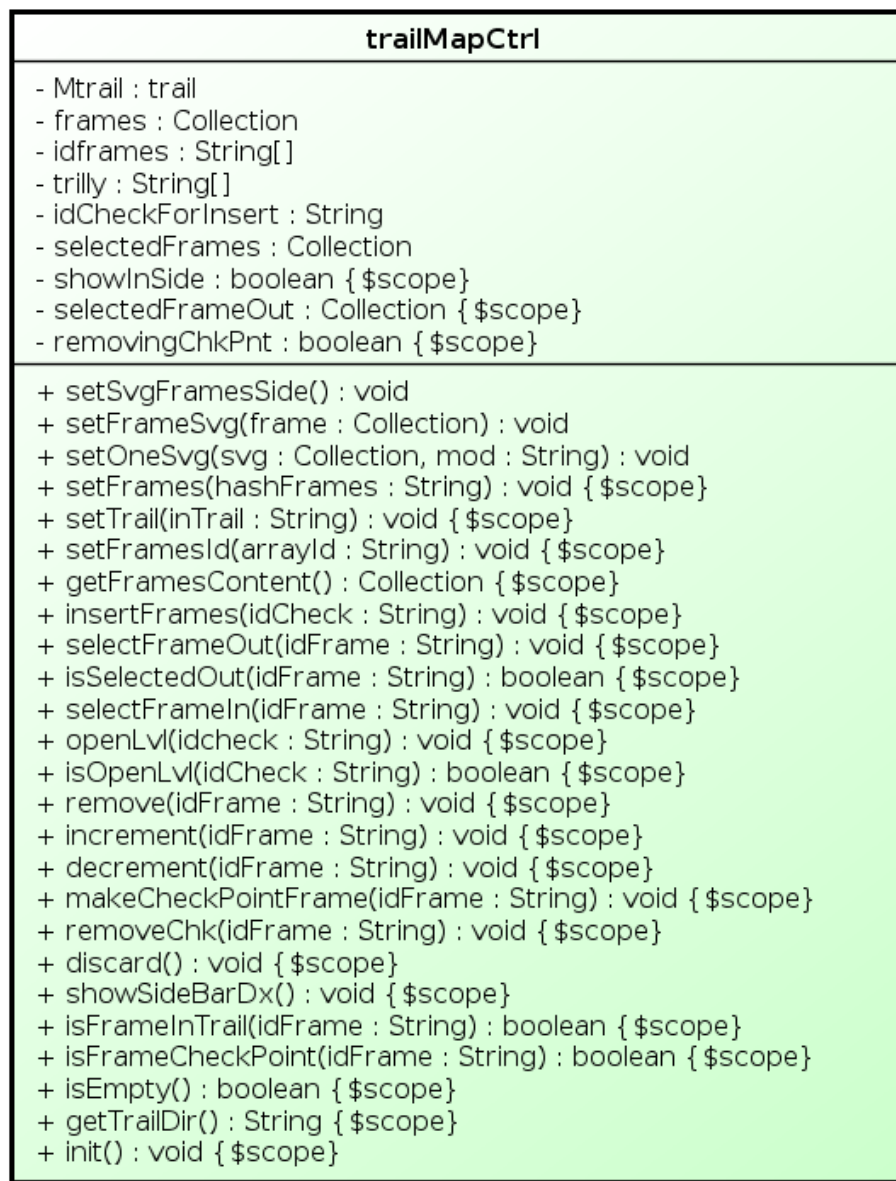 trailMapCtrl
- Mtrail : trail
- frames : Collection
- idframes : String[]
- trilly : String[]
- idCheckForInsert : String
- selectedFrames : Collection
- showInSide : boolean {$scope}
- selectedFrameOut : Collection {$scope}
- removingChkPnt : boolean {$scope}
+ setSvgFramesSide() : void
+ setFrameSvg(frame : Collection) : void
+ setOneSvg(svg : Collection, mod : String) : void
+ setFrames(hashFrames : String) : void {$scope}
+ setTrail(inTrail : String) : void {$scope}
+ setFramesId(arrayId : String) : void {$scope}
+ getFramesContent() : Collection {$scope}
+ insertFrames(idCheck : String) : void {$scope}
+ selectFrameOut(idFrame : String) : void {$scope}
+ isSelectedOut(idFrame : String) : boolean {$scope}
+ selectFrameIn(idFrame : String) : void {$scope}
+ openLvl(idcheck : String) : void {$scope}
+ isOpenLvl(idCheck : String) : boolean {$scope}
+ remove(idFrame : String) : void {$scope}
+ increment(idFrame : String) : void {$scope}
+ decrement(idFrame : String) : void {$scope}
+ makeCheckPointFrame(idFrame : String) : void {$scope}
+ removeChk(idFrame : String) : void {$scope}
+ discard() : void {$scope}
+ showSideBarDx() : void {$scope}
+ isFrameInTrail(idFrame : String) : boolean {$scope}
+ isFrameCheckPoint(idFrame : String) : boolean {$scope}
+ isEmpty() : boolean {$scope}
+ getTrailDir() : String {$scope}
+ init() : void {$scope}